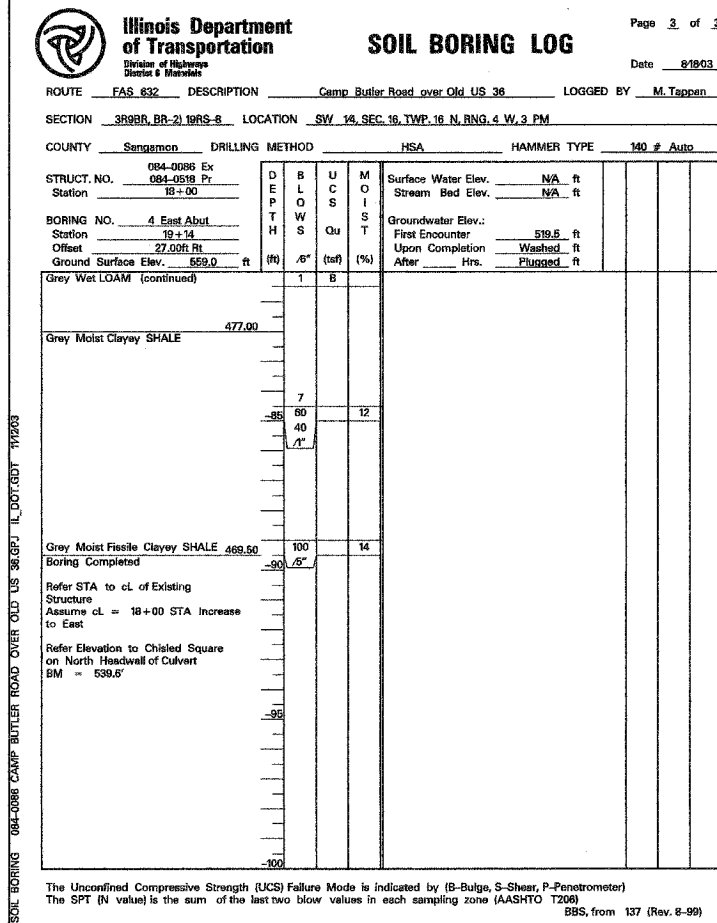 Illinois Department
of Transportation
Division of Highways
District 6 Materials
SOIL BORING LOG
Page 3 of 3
Date 8/18/03
ROUTE FAS 632 DESCRIPTION Camp Butler Road over Old US 36 LOGGED BY M. Tappan
SECTION 3R9BR, BR-2) 19RS-6 LOCATION SW 14, SEC. 16, TWP. 16 N, RNG. 4 W, 3 PM
COUNTY Sangamon DRILLING METHOD HSA HAMMER TYPE 140 # Auto
STRUCT. NO. 084-0086 Ex
084-0518 Pr
Station 18+00
BORING NO. 4 East Abut
Station 19+14
Offset 27.00ft Rt
Ground Surface Elev. 559.0 ft
DEPTH (ft)
BLOWS /6"
UCS Qu (tsf)
MOIST (%)
Surface Water Elev. N/A ft
Stream Bed Elev. N/A ft
Groundwater Elev.:
First Encounter 519.5 ft
Upon Completion Washed ft
After Hrs. Plugged ft
Grey Wet LOAM (continued) 1 B
477.00
Grey Moist Clayey SHALE
7
-85 60 12
40
/1"
Grey Moist Fissile Clayey SHALE 469.50 100 14
Boring Completed -90 /5"
Refer STA to cL of Existing
Structure
Assume cL = 18+00 STA Increase
to East
Refer Elevation to Chisled Square
on North Headwall of Culvert
BM = 539.6'
-95
-100
The Unconfined Compressive Strength (UCS) Failure Mode is indicated by (B-Bulge, S-Shear, P-Penetrometer)
The SPT (N value) is the sum of the last two blow values in each sampling zone (AASHTO T206)
BBS, from 137 (Rev. 8-99)
SOIL BORING 084-0086 CAMP BUTLER ROAD OVER OLD US 36.GPJ IL_DOT.GDT 11/12/03